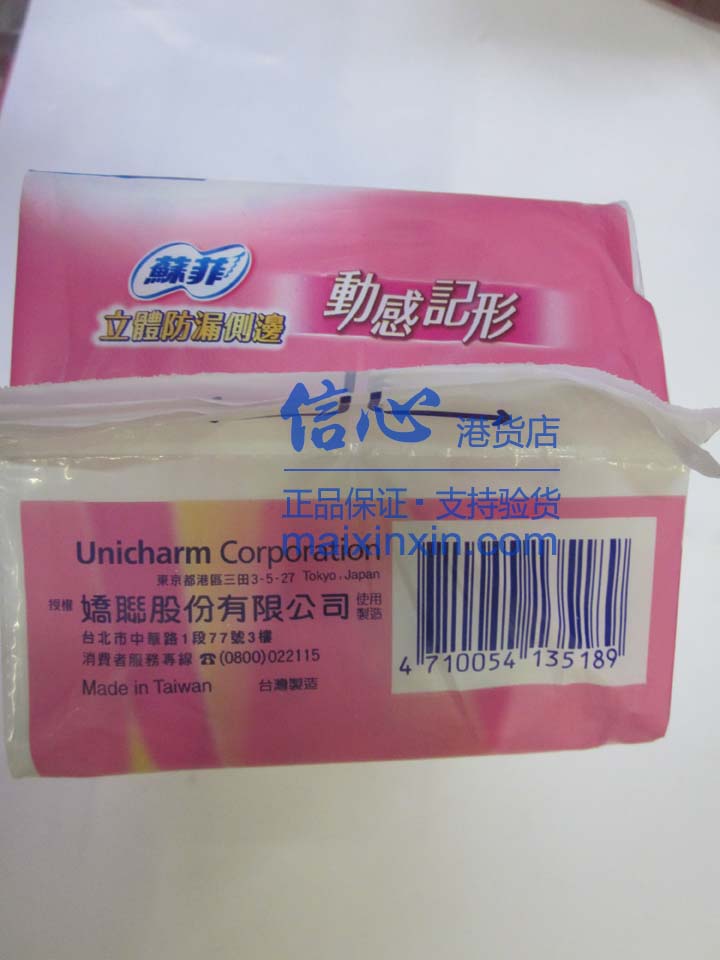 蘇菲
立體防漏側邊
動感記形
信心 港货店
正品保证·支持验货
maixinxin.com
Unicharm Corporation
東京都港區三田3-5-27 Tokyo.Japan
授權 嬌聯股份有限公司 使用製造
台北市中華路1段77號3樓
消費者服務專線 ☎(0800)022115
Made in Taiwan 台灣製造
4 710054 135189